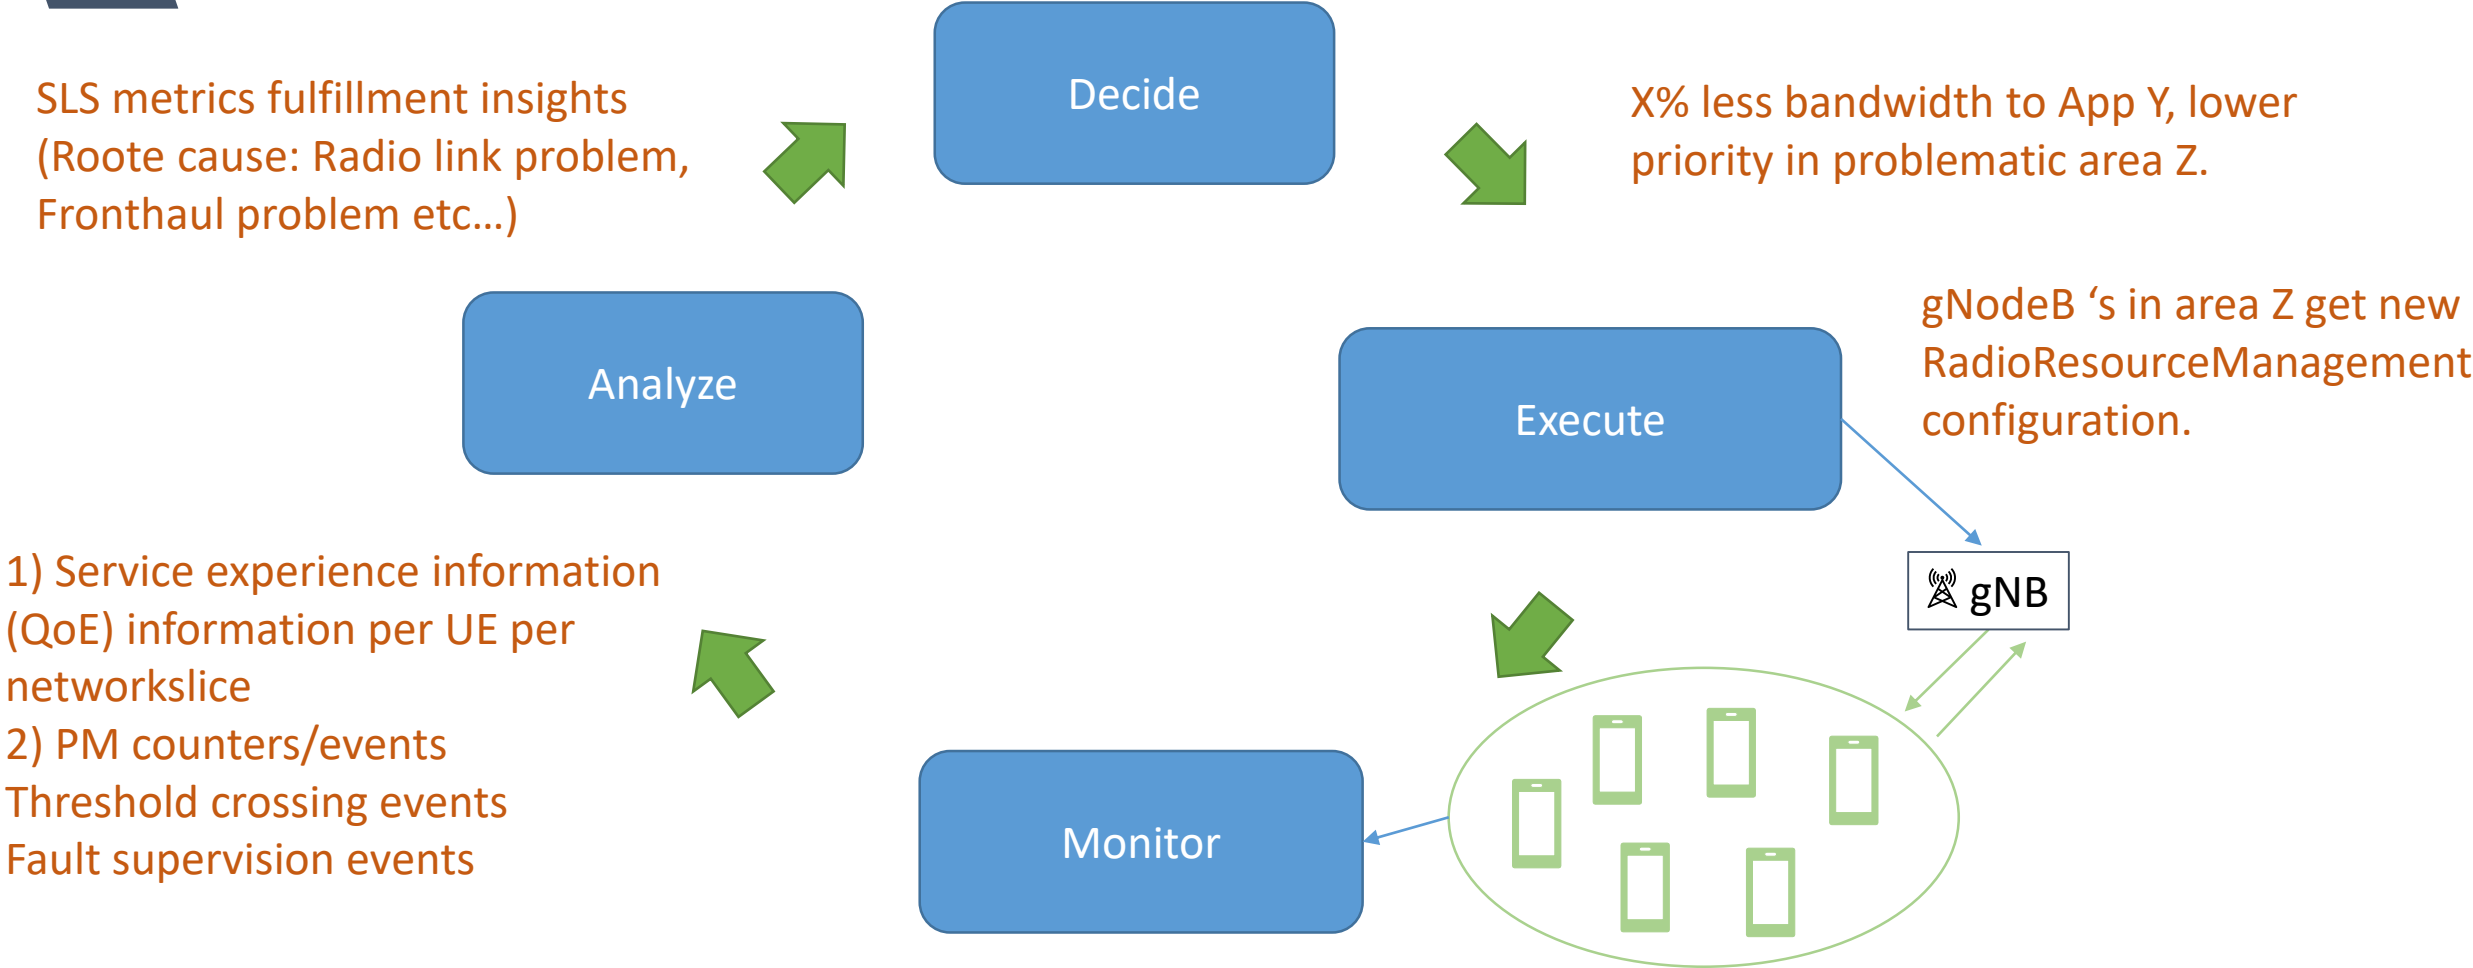 Decide
SLS metrics fulfillment insights
(Roote cause: Radio link problem,
Fronthaul problem etc…)
X% less bandwidth to App Y, lower
priority in problematic area Z.
Analyze
Execute
gNodeB ‘s in area Z get new
RadioResourceManagement
configuration.
gNB
1) Service experience information
(QoE) information per UE per
networkslice
2) PM counters/events
Threshold crossing events
Fault supervision events
Monitor